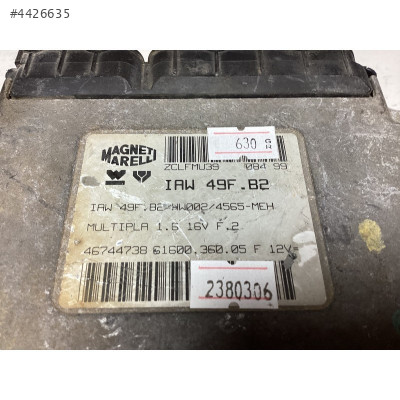 #4426635
MAGNETI
MARELLI
ZCLFMU39 084 99
630
IAW 49F.B2
IAW 49F.B2/HW002/4565-MEH
MULTIPLA 1.6 16V F.2
46744738 61600.360.05 F 12V=
2380306